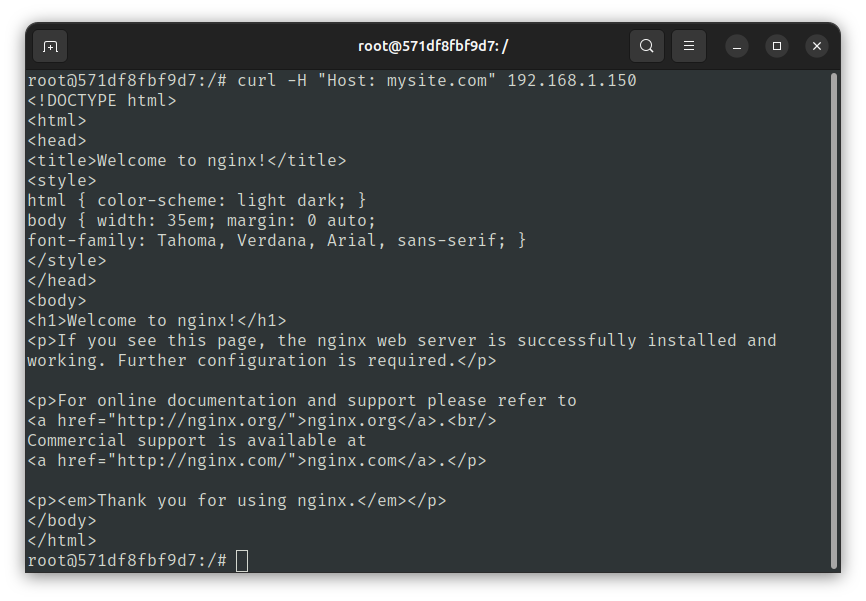 root@571df8fbf9d7: /
root@571df8fbf9d7:/# curl -H "Host: mysite.com" 192.168.1.150
<!DOCTYPE html>
<html>
<head>
<title>Welcome to nginx!</title>
<style>
html { color-scheme: light dark; }
body { width: 35em; margin: 0 auto;
font-family: Tahoma, Verdana, Arial, sans-serif; }
</style>
</head>
<body>
<h1>Welcome to nginx!</h1>
<p>If you see this page, the nginx web server is successfully installed and
working. Further configuration is required.</p>

<p>For online documentation and support please refer to
<a href="http://nginx.org/">nginx.org</a>.<br/>
Commercial support is available at
<a href="http://nginx.com/">nginx.com</a>.</p>

<p><em>Thank you for using nginx.</em></p>
</body>
</html>
root@571df8fbf9d7:/#